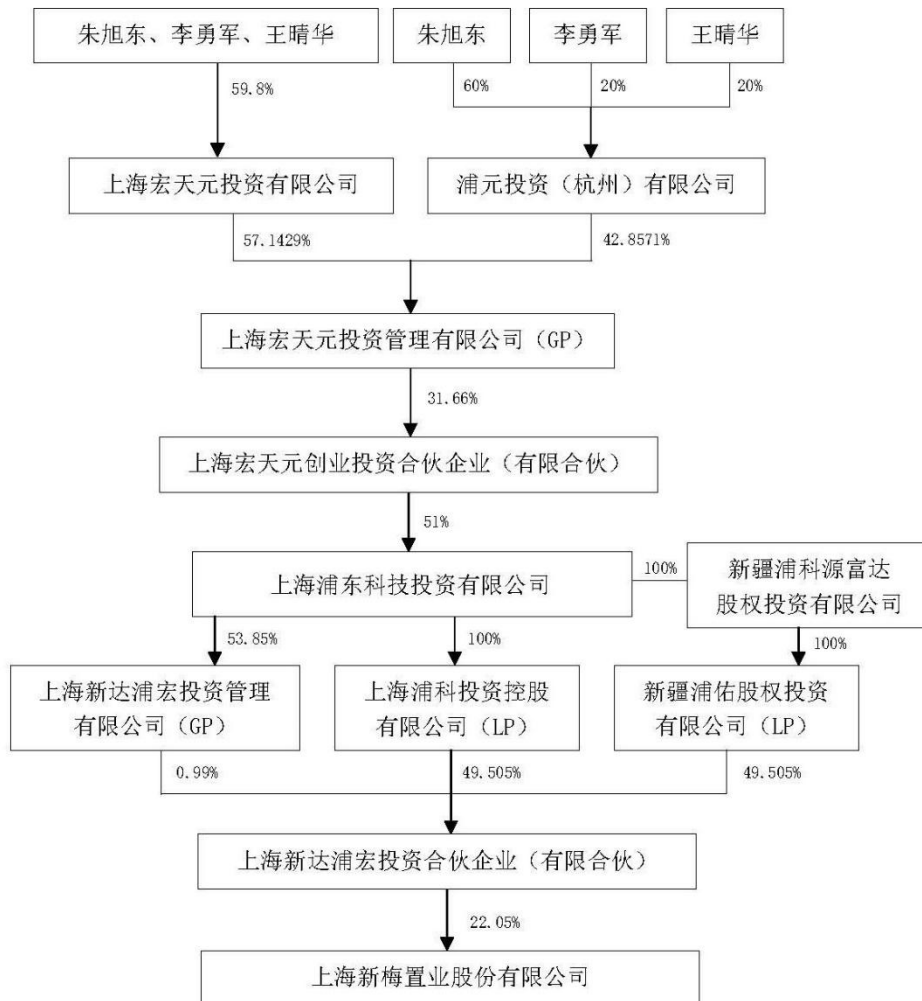 朱旭东、李勇军、王晴华
朱旭东
李勇军
王晴华
59.8%
60%
20%
20%
上海宏天元投资有限公司
浦元投资（杭州）有限公司
57.1429%
42.8571%
上海宏天元投资管理有限公司（GP）
31.66%
上海宏天元创业投资合伙企业（有限合伙）
51%
上海浦东科技投资有限公司
100%
新疆浦科源富达
股权投资有限公司
53.85%
100%
100%
上海新达浦宏投资管理
有限公司（GP）
上海浦科投资控股
有限公司（LP）
新疆浦佑股权投资
有限公司（LP）
0.99%
49.505%
49.505%
上海新达浦宏投资合伙企业（有限合伙）
22.05%
上海新梅置业股份有限公司